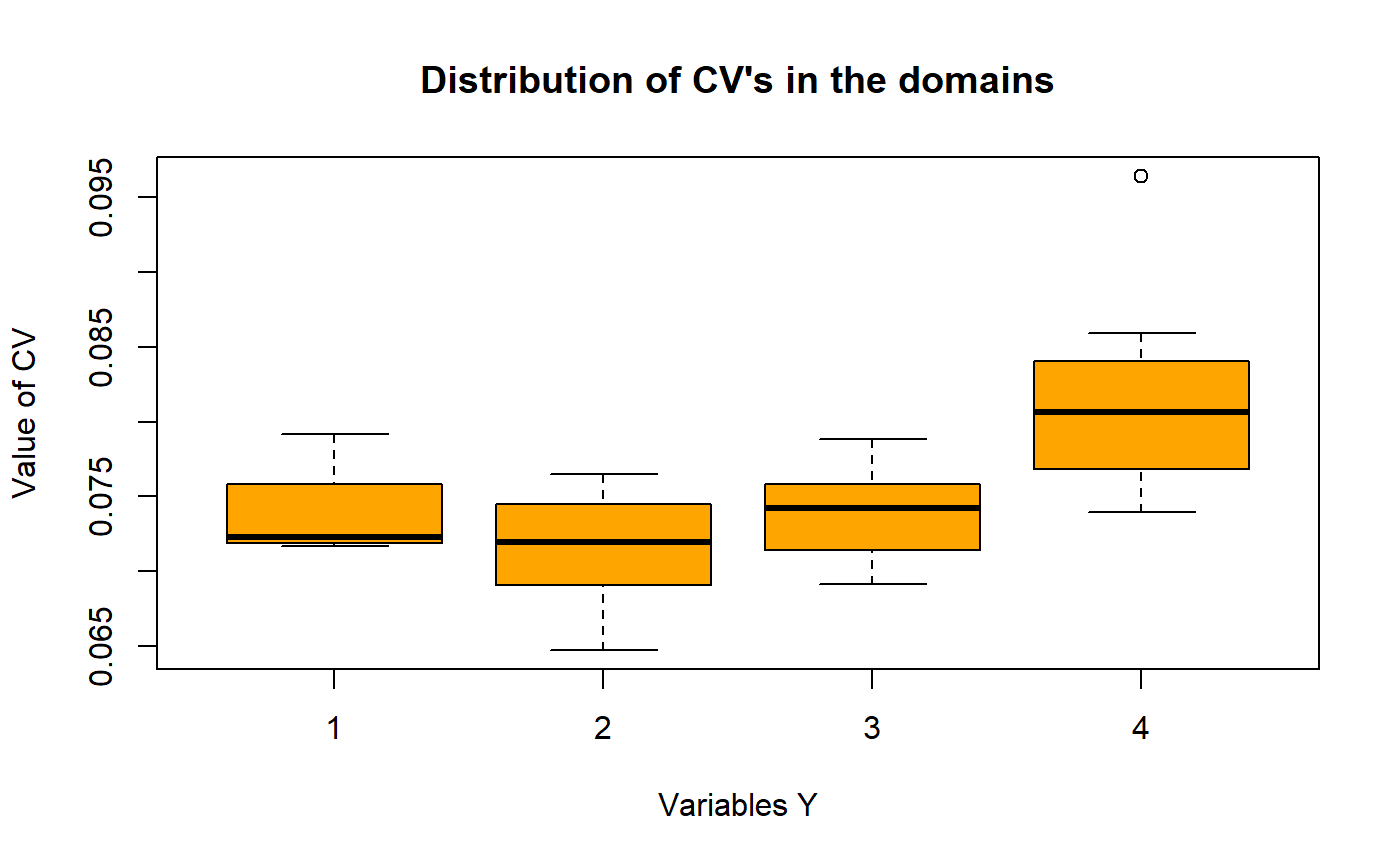 Distribution of CV's in the domains
Value of CV
0.095
0.085
0.075
0.065
1 2 3 4
Variables Y